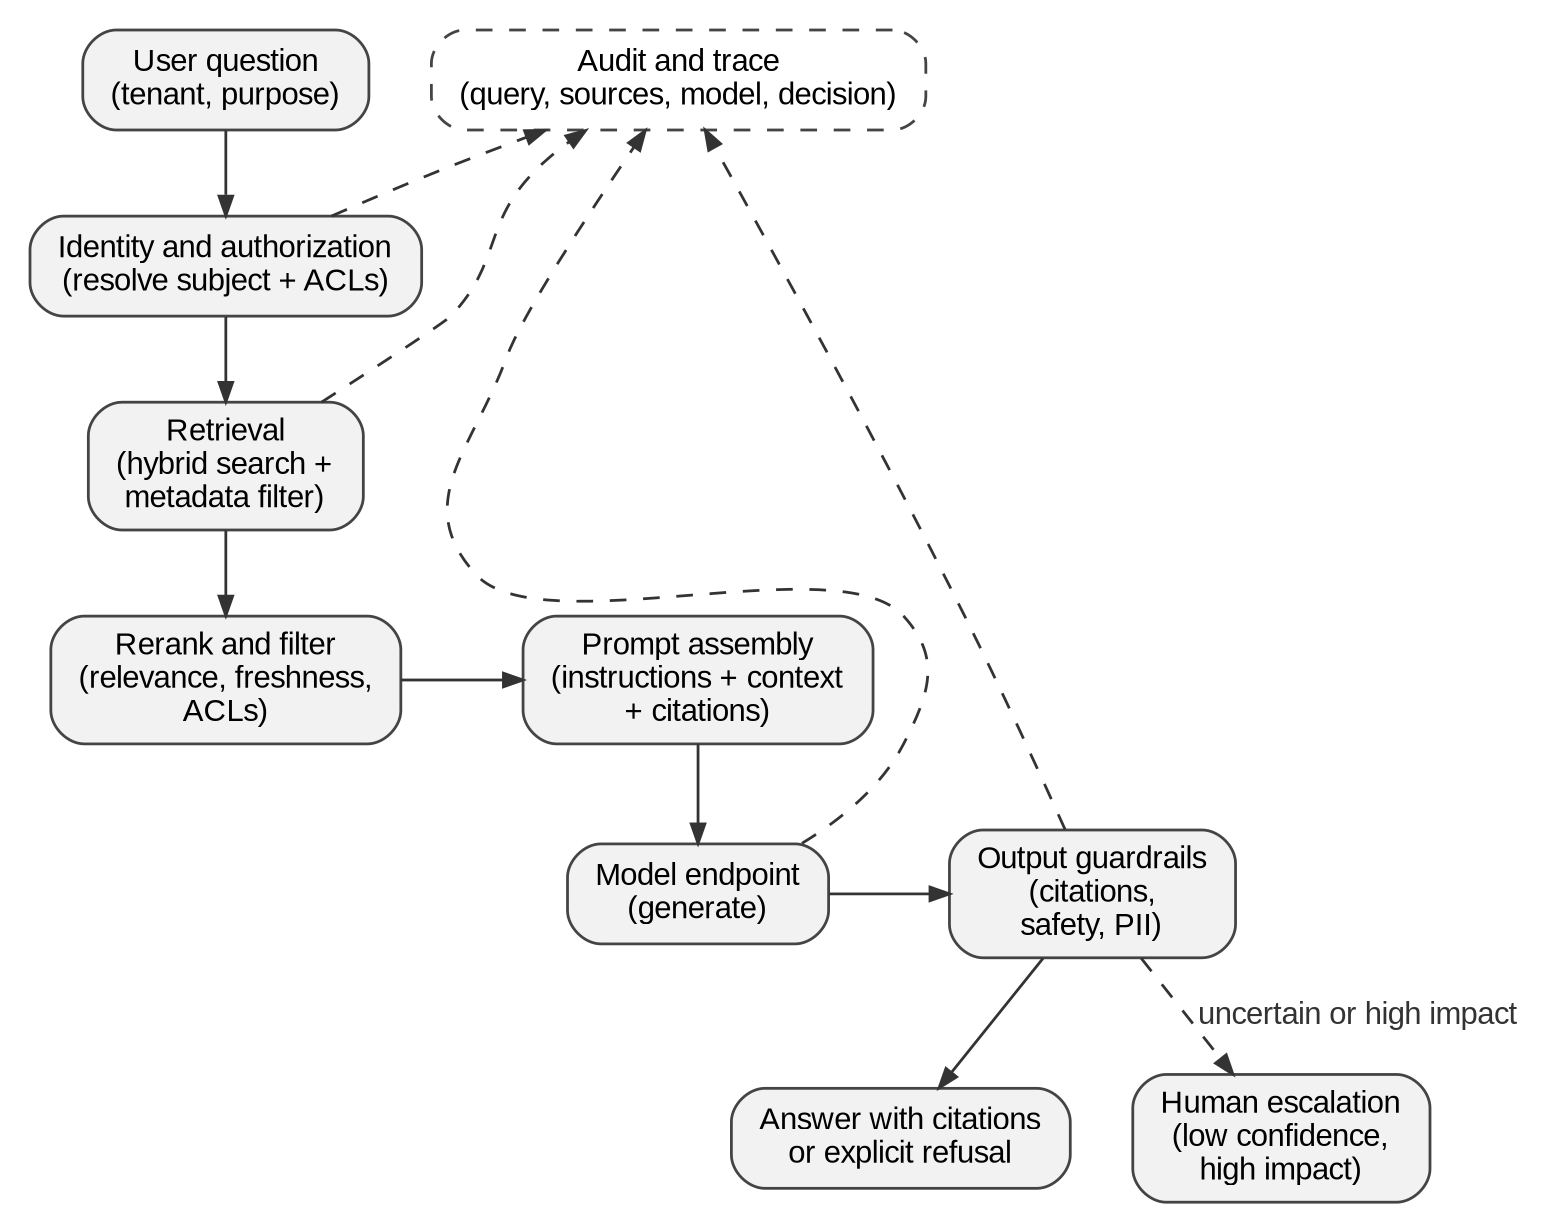 User question
(tenant, purpose)
Audit and trace
(query, sources, model, decision)
Identity and authorization
(resolve subject + ACLs)
Retrieval
(hybrid search +
metadata filter)
Rerank and filter
(relevance, freshness,
ACLs)
Prompt assembly
(instructions + context
+ citations)
Model endpoint
(generate)
Output guardrails
(citations,
safety, PII)
uncertain or high impact
Answer with citations
or explicit refusal
Human escalation
(low confidence,
high impact)